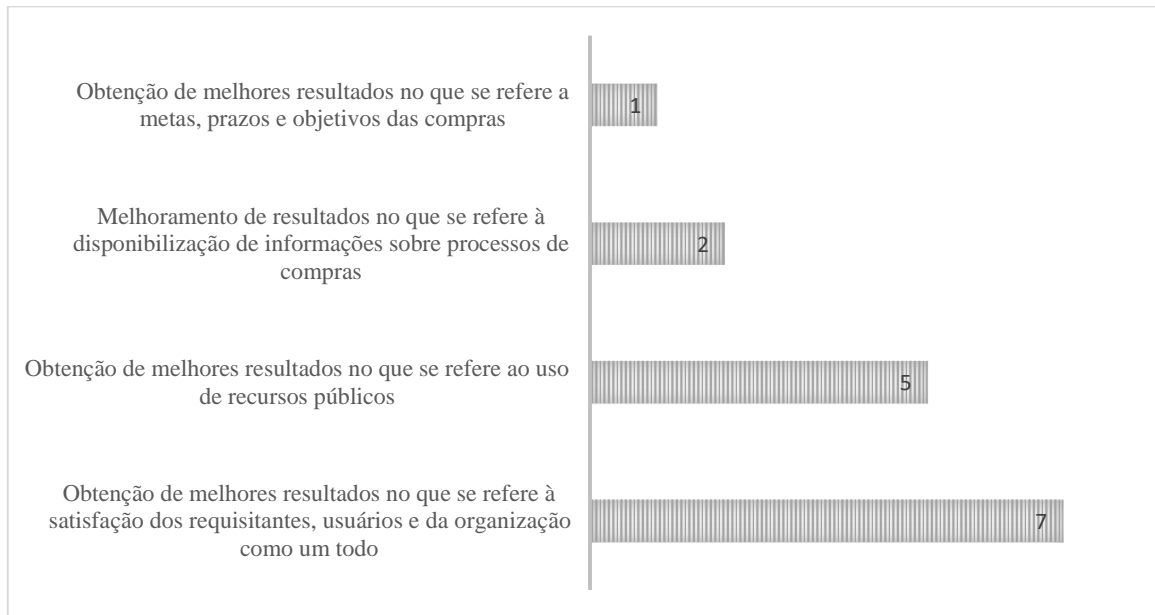 Obtenção de melhores resultados no que se refere a
metas, prazos e objetivos das compras
1
Melhoramento de resultados no que se refere à
disponibilização de informações sobre processos de
compras
2
Obtenção de melhores resultados no que se refere ao uso
de recursos públicos
5
Obtenção de melhores resultados no que se refere à
satisfação dos requisitantes, usuários e da organização
como um todo
7